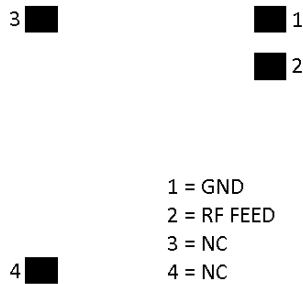 3 1
2
1 = GND
2 = RF FEED
3 = NC
4 4 = NC